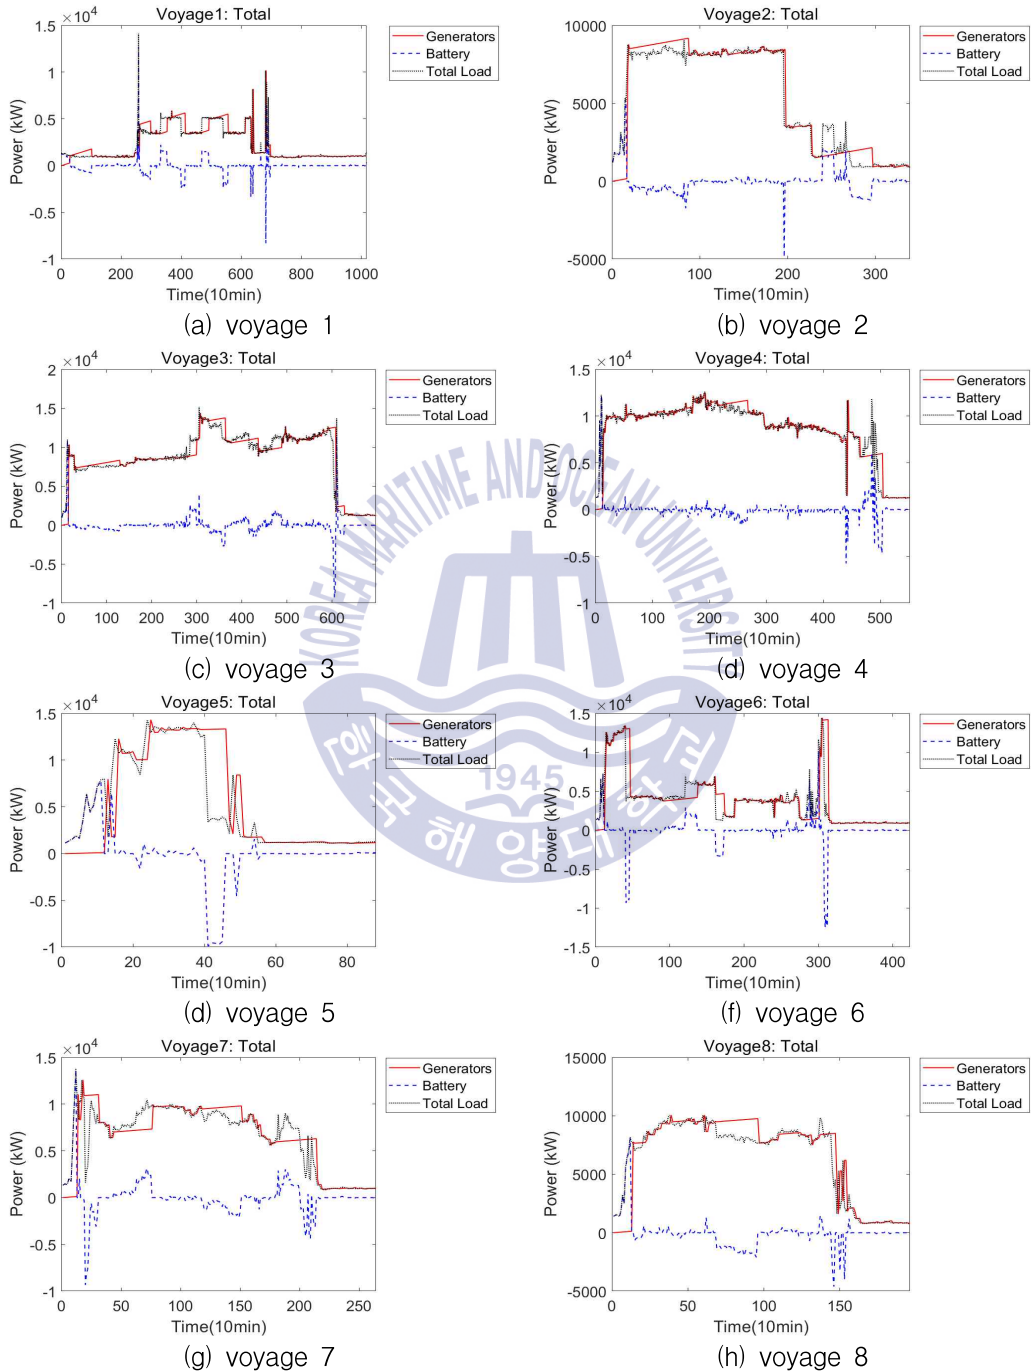 Voyage1: Total
×10⁴
1.5
1
0.5
0
-0.5
-1
Power (kW)
0 200 400 600 800 1000
Time(10min)
Generators
Battery
Total Load
(a) voyage 1
Voyage2: Total
10000
5000
0
-5000
Power (kW)
0 100 200 300
Time(10min)
Generators
Battery
Total Load
(b) voyage 2
Voyage3: Total
×10⁴
2
1.5
1
0.5
0
-0.5
-1
Power (kW)
0 100 200 300 400 500 600
Time(10min)
Generators
Battery
Total Load
(c) voyage 3
Voyage4: Total
×10⁴
1.5
1
0.5
0
-0.5
-1
Power (kW)
0 100 200 300 400 500
Time(10min)
Generators
Battery
Total Load
(d) voyage 4
KOREA MARITIME AND OCEAN UNIVERSITY
1945
Voyage5: Total
×10⁴
1.5
1
0.5
0
-0.5
-1
Power (kW)
0 20 40 60 80
Time(10min)
Generators
Battery
Total Load
(d) voyage 5
Voyage6: Total
×10⁴
1.5
1
0.5
0
-0.5
-1
-1.5
Power (kW)
0 100 200 300 400
Time(10min)
Generators
Battery
Total Load
(f) voyage 6
Voyage7: Total
×10⁴
1.5
1
0.5
0
-0.5
-1
Power (kW)
0 50 100 150 200 250
Time(10min)
Generators
Battery
Total Load
(g) voyage 7
Voyage8: Total
15000
10000
5000
0
-5000
Power (kW)
0 50 100 150
Time(10min)
Generators
Battery
Total Load
(h) voyage 8